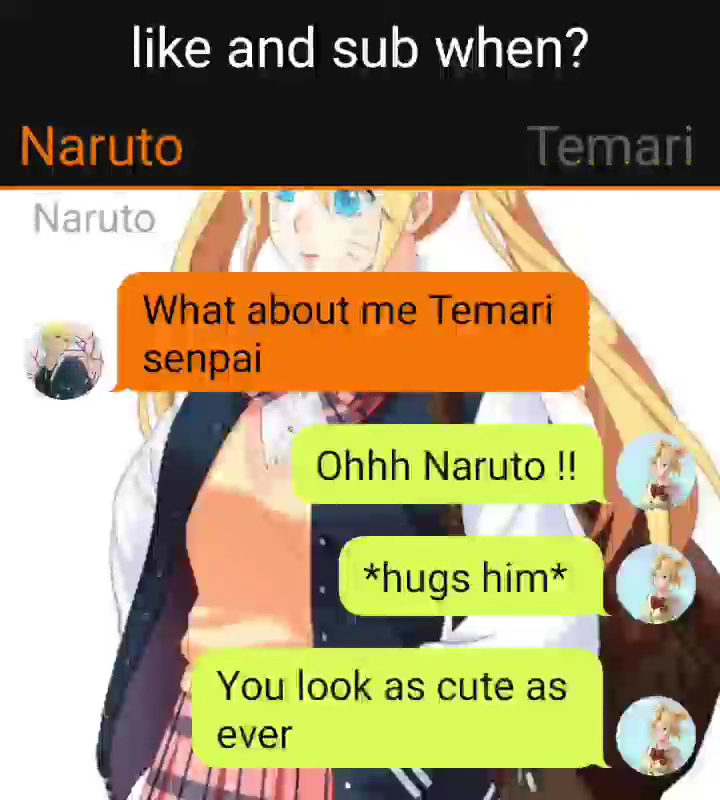 like and sub when?
Naruto
Temari
Naruto
What about me Temari
senpai
Ohhh Naruto !!
*hugs him*
You look as cute as
ever